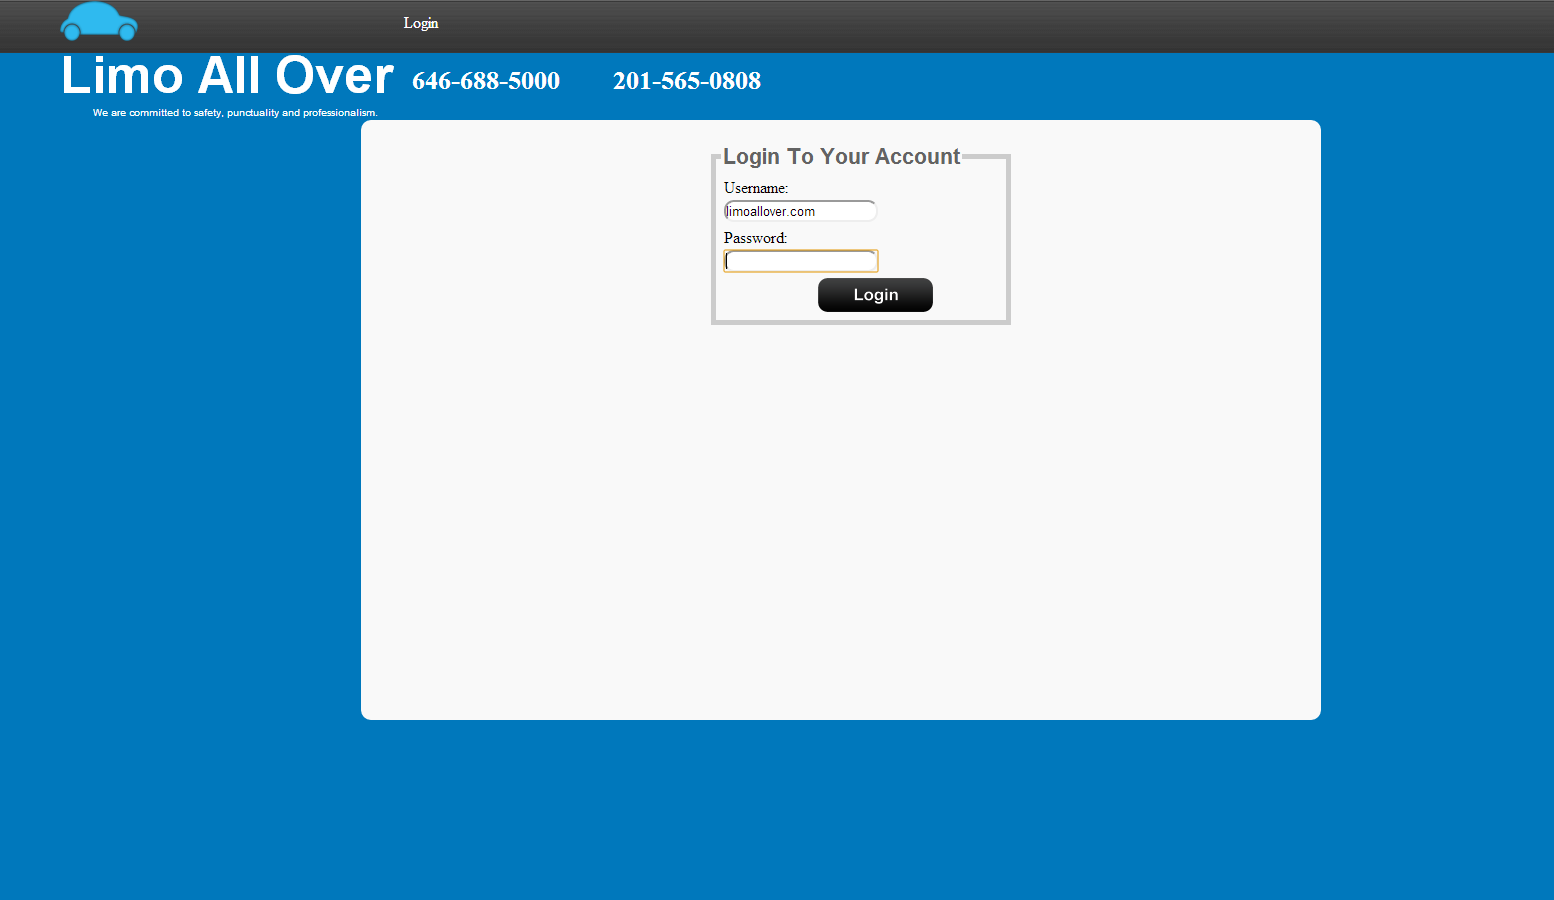 Login
Limo All Over
646-688-5000 201-565-0808
We are committed to safety, punctuality and professionalism.
Login To Your Account
Username:
limoallover.com
Password:
Login